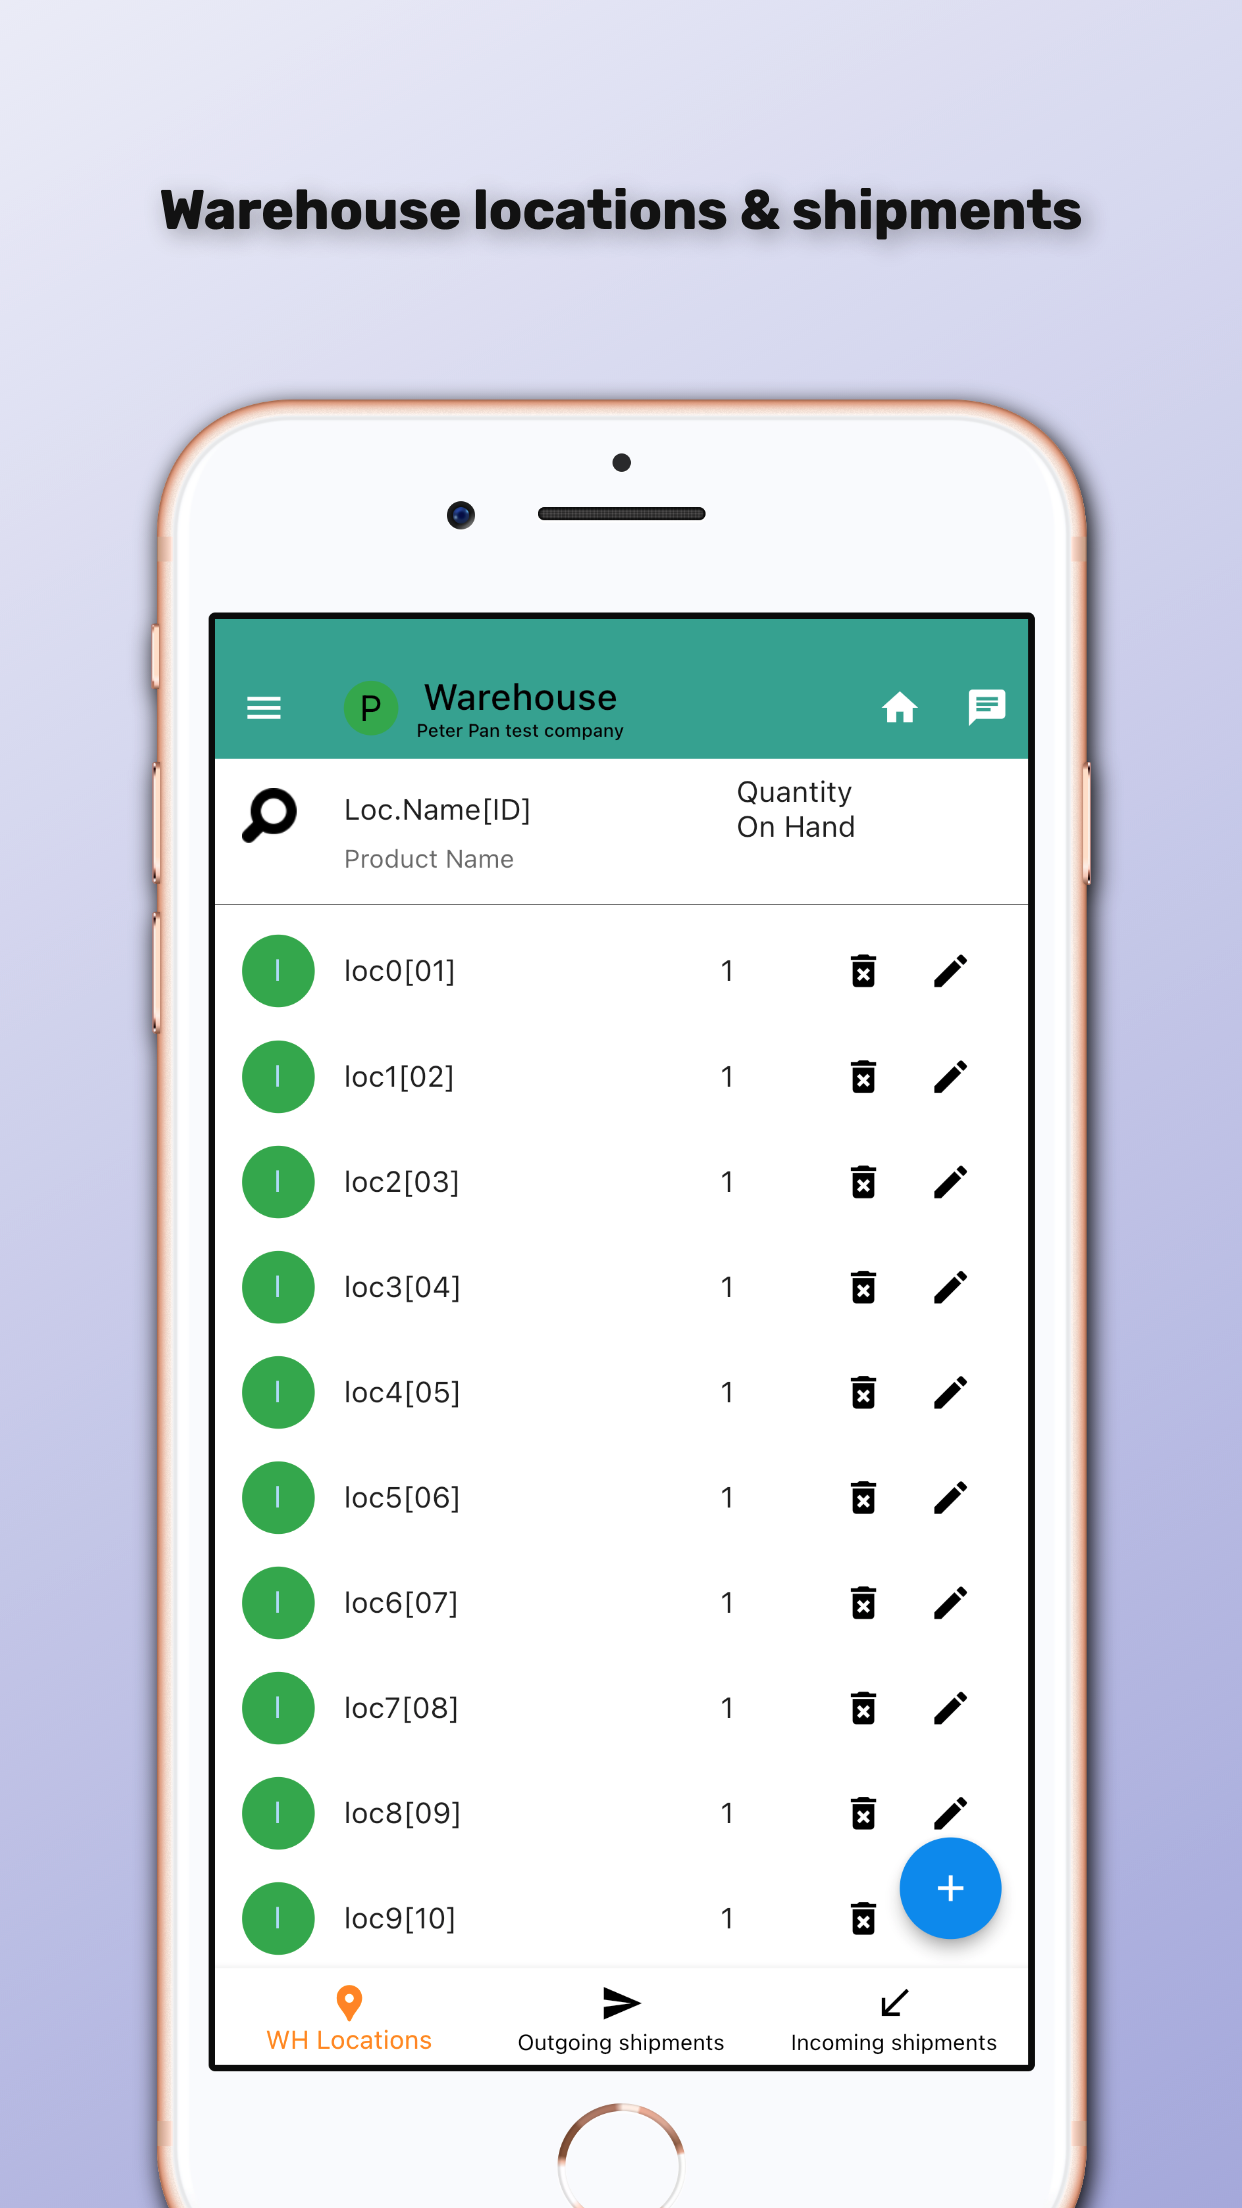 Warehouse locations & shipments
P
Warehouse
Peter Pan test company
Loc.Name[ID]
Quantity
On Hand
Product Name
l loc0[01] 1
l loc1[02] 1
l loc2[03] 1
l loc3[04] 1
l loc4[05] 1
l loc5[06] 1
l loc6[07] 1
l loc7[08] 1
l loc8[09] 1
l loc9[10] 1
WH Locations
Outgoing shipments
Incoming shipments